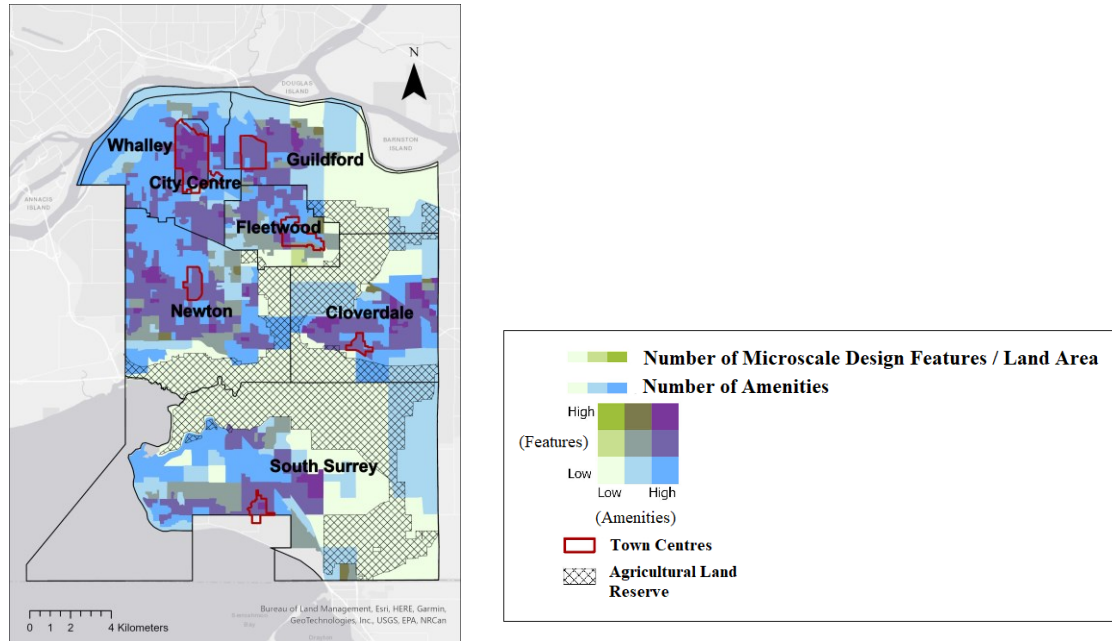 N
DOUGLAS
ISLAND
BARNSTON
ISLAND
Whalley
Guildford
City Centre
ANNACIS
ISLAND
Fleetwood
Newton
Cloverdale
South Surrey
Bureau of Land Management, Esri, HERE, Garmin,
GeoTechnologies, Inc., USGS, EPA, NRCan
0 1 2 4 Kilometers
Number of Microscale Design Features / Land Area
Number of Amenities
High
(Features)
Low
Low High
(Amenities)
Town Centres
Agricultural Land
Reserve